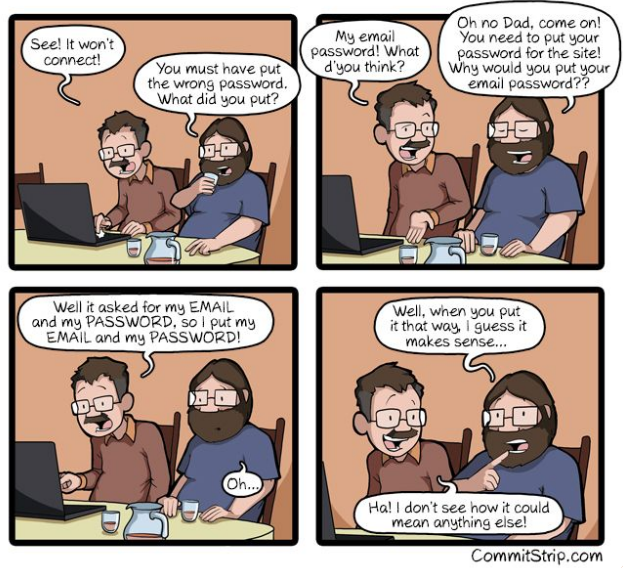 See! It won't
connect!
You must have put
the wrong password.
What did you put?
My email
password! What
d'you think?
Oh no Dad, come on!
You need to put your
password for the site!
Why would you put your
email password??
Well it asked for my EMAIL
and my PASSWORD, so i put my
EMAIL and my PASSWORD!
Oh...
Well, when you put
it that way, i guess it
makes sense...
Ha! I don't see how it could
mean anything else!
CommitStrip.com